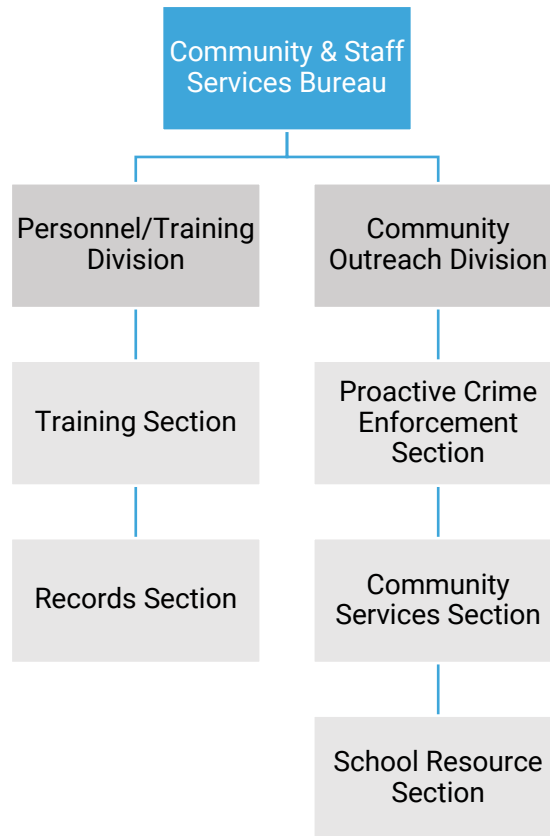 Community & Staff
Services Bureau
Personnel/Training
Division
Community
Outreach Division
Training Section
Proactive Crime
Enforcement
Section
Records Section
Community
Services Section
School Resource
Section